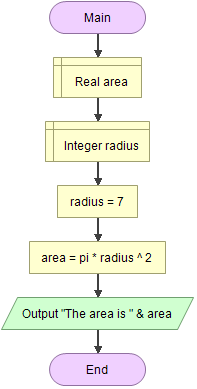 Main
Real area
Integer radius
radius = 7
area = pi * radius ^ 2
Output "The area is " & area
End